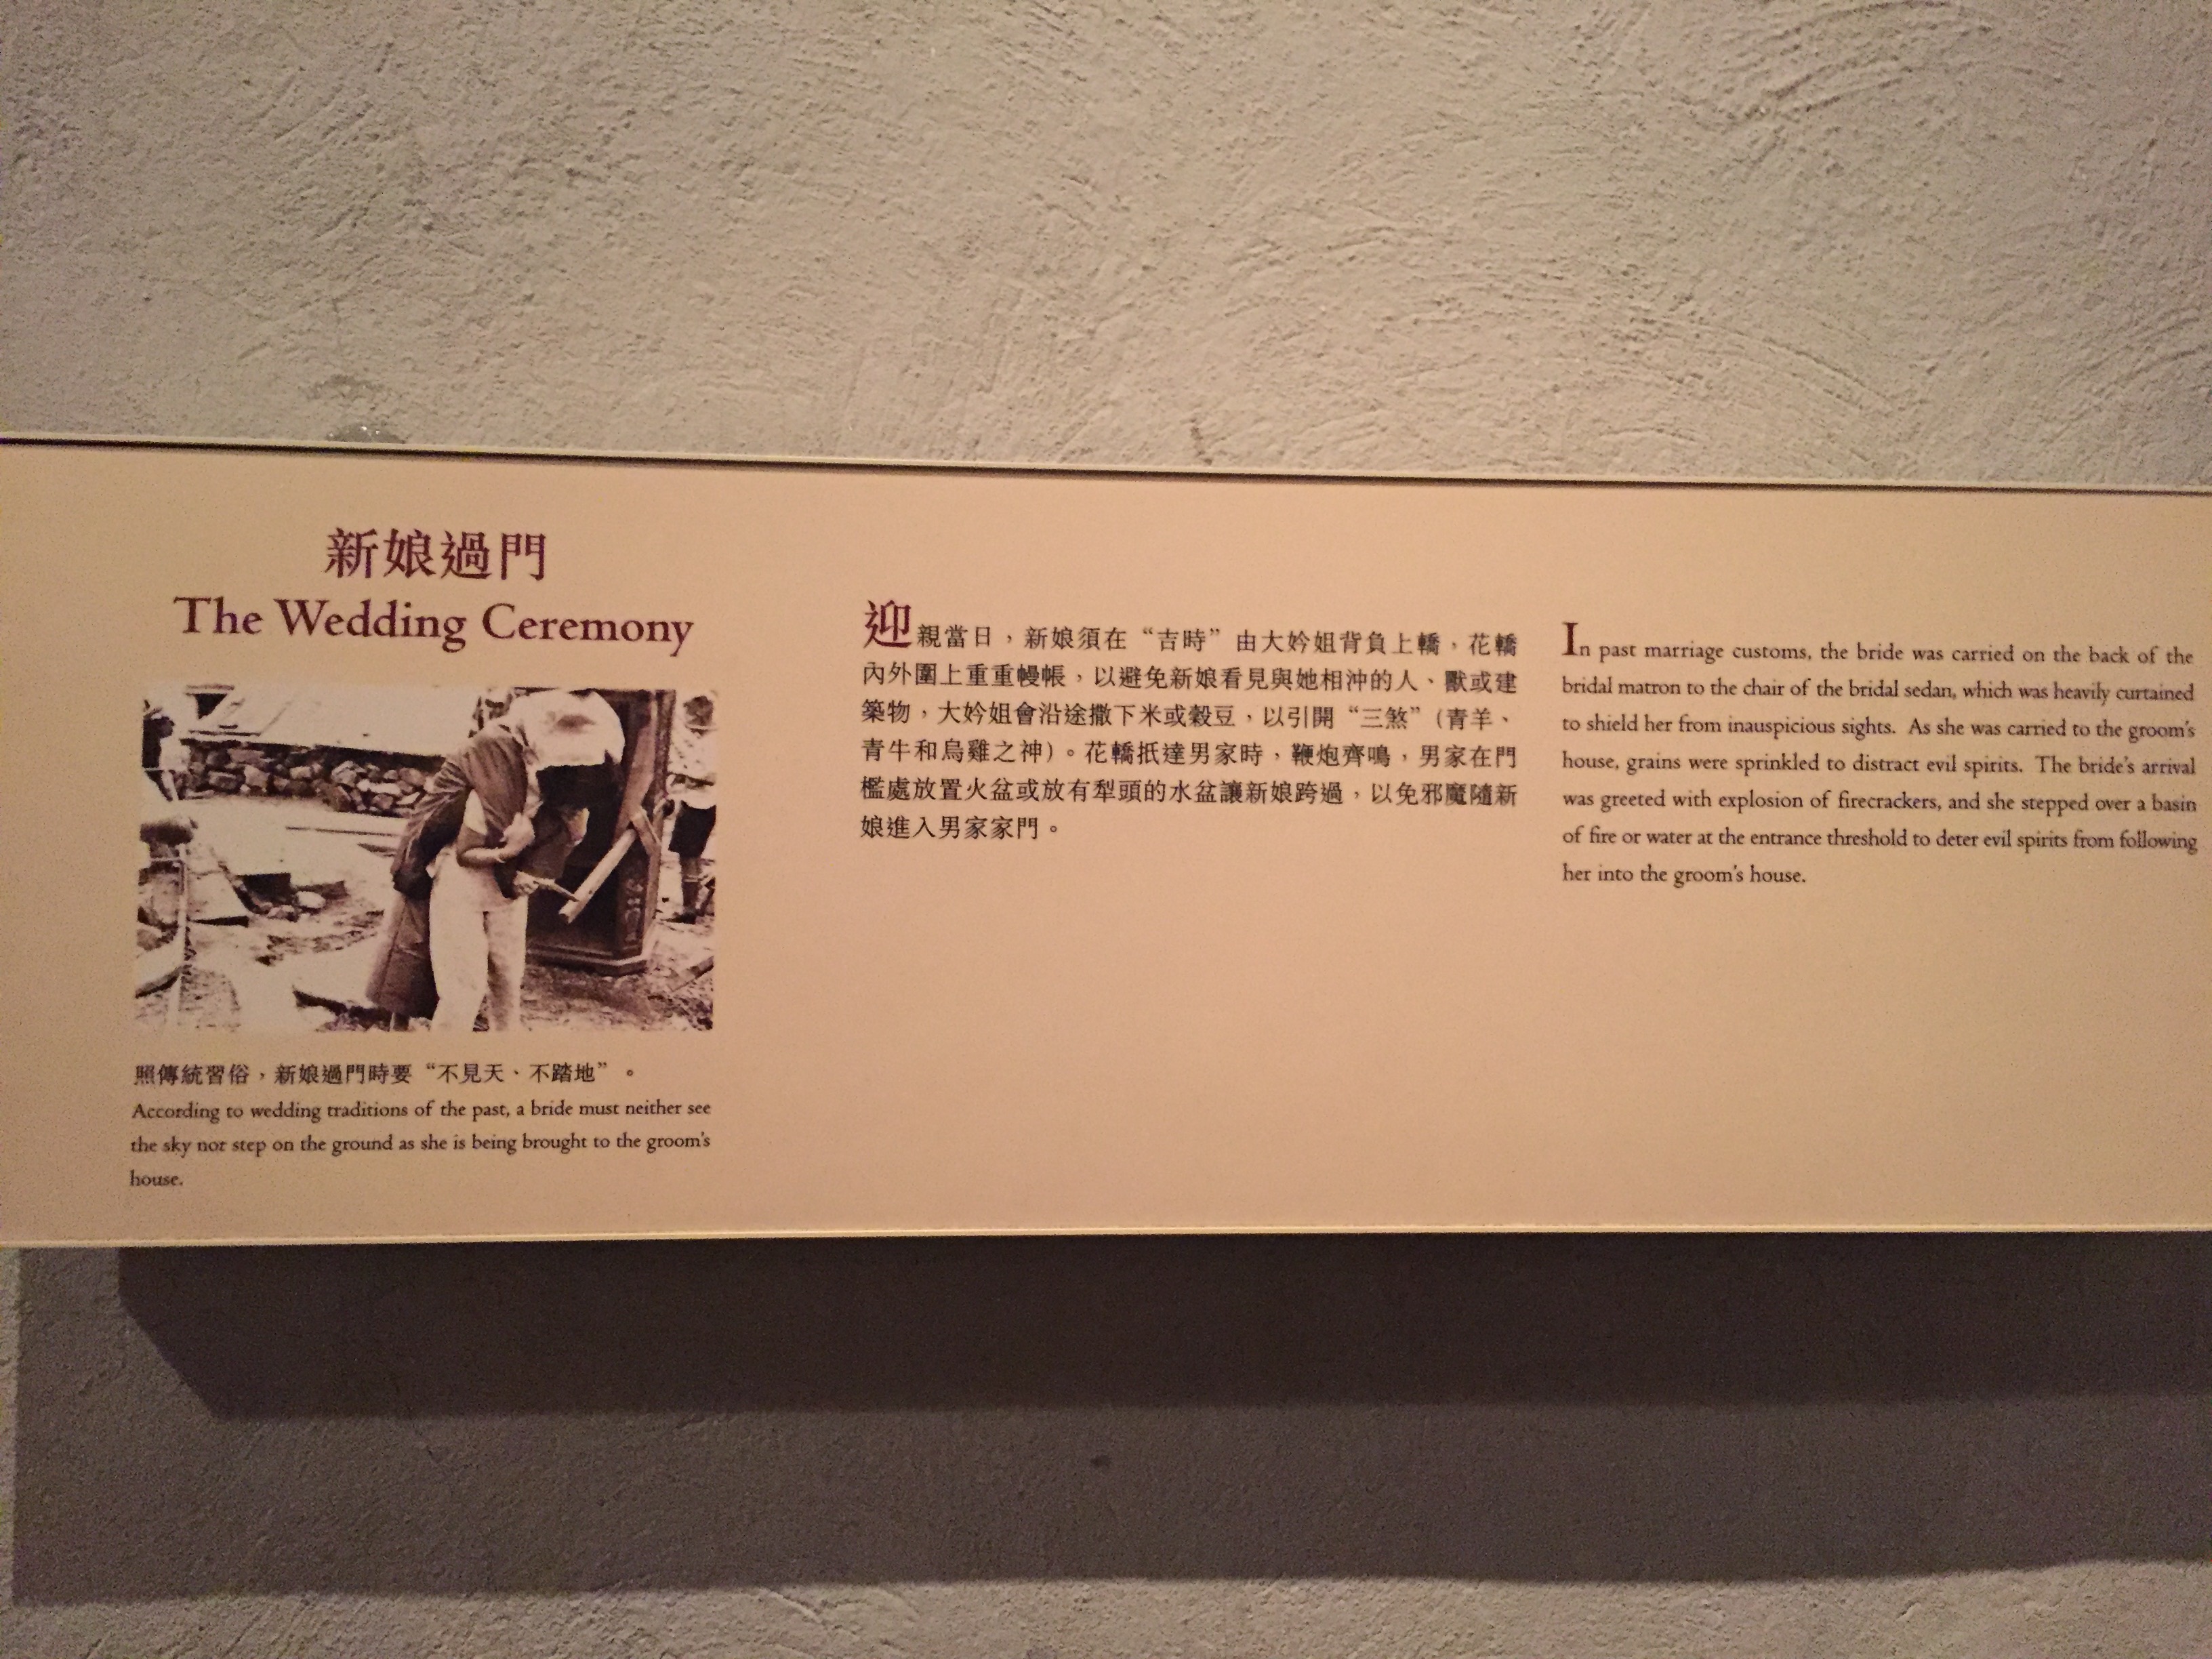 新娘過門
The Wedding Ceremony
照傳統習俗，新娘過門時要“不見天、不踏地”。
According to wedding traditions of the past, a bride must neither see
the sky nor step on the ground as she is being brought to the groom's
house.
迎親當日，新娘須在“吉時”由大妗姐背負上轎，花轎
內外圍上重重幔帳，以避免新娘看見與她相沖的人、獸或建
築物，大妗姐會沿途撒下米或穀豆，以引開“三煞”(青羊、
青牛和烏雞之神)。花轎抵達男家時，鞭炮齊鳴，男家在門
檻處放置火盆或放有犁頭的水盆讓新娘跨過，以免邪魔隨新
娘進入男家家門。
In past marriage customs, the bride was carried on the back of the
bridal matron to the chair of the bridal sedan, which was heavily curtained
to shield her from inauspicious sights. As she was carried to the groom's
house, grains were sprinkled to distract evil spirits. The bride's arrival
was greeted with explosion of firecrackers, and she stepped over a basin
of fire or water at the entrance threshold to deter evil spirits from following
her into the groom's house.